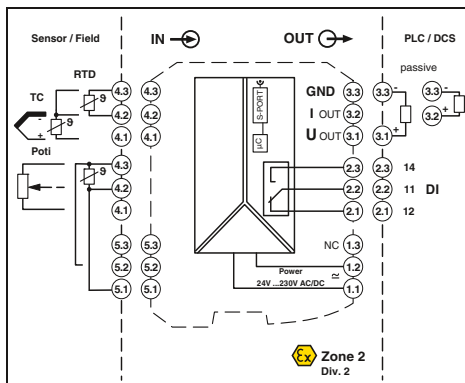 Sensor / Field
IN
OUT
PLC / DCS
RTD
TC
-
+
ϑ
ϑ
4.3
4.2
4.1
4.3
4.2
4.1
Poti
ϑ
4.3
4.2
4.1
5.3
5.2
5.1
5.3
5.2
5.1
S-PORT
µC
GND
I OUT
U OUT
3.3
3.2
3.1
passive
3.3
-
3.1
+
3.3
-
3.2
+
2.3
2.2
2.1
2.3
2.2
2.1
14
11
12
DI
NC
1.3
1.2
1.1
Power
24V ...230V AC/DC
Ex
Zone 2
Div. 2